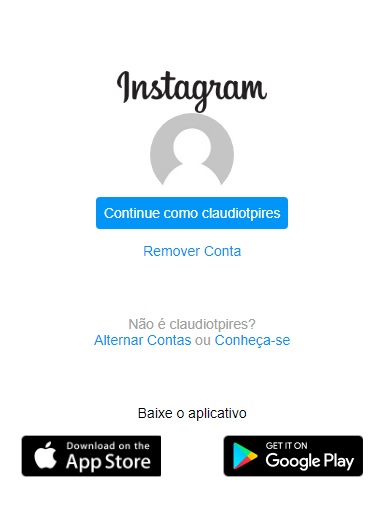 Instagram
Continue como claudiotpires
Remover Conta
Não é claudiotpires?
Alternar Contas ou Conheça-se
Baixe o aplicativo
Download on the
App Store
GET IT ON
Google Play